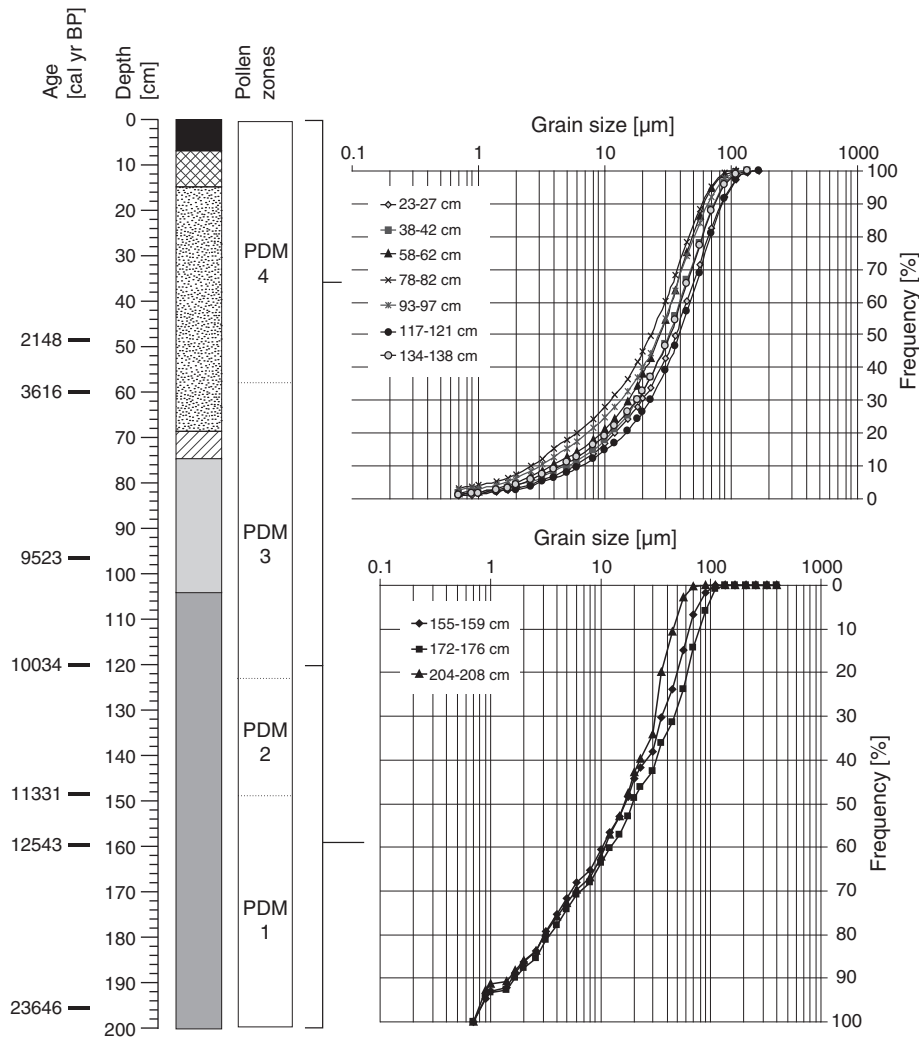 Age
[cal yr BP]
Depth
[cm]
Pollen
zones
0
10
20
30
40
50
60
70
80
90
100
110
120
130
140
150
160
170
180
190
200
2148
3616
9523
10034
11331
12543
23646
PDM
4
PDM
3
PDM
2
PDM
1
Grain size [µm]
0.1 1 10 100 1000
23-27 cm
38-42 cm
58-62 cm
78-82 cm
93-97 cm
117-121 cm
134-138 cm
100
90
80
70
60
50
40
30
20
10
0
Frequency [%]
Grain size [µm]
0.1 1 10 100 1000
155-159 cm
172-176 cm
204-208 cm
0
10
20
30
40
50
60
70
80
90
100
Frequency [%]